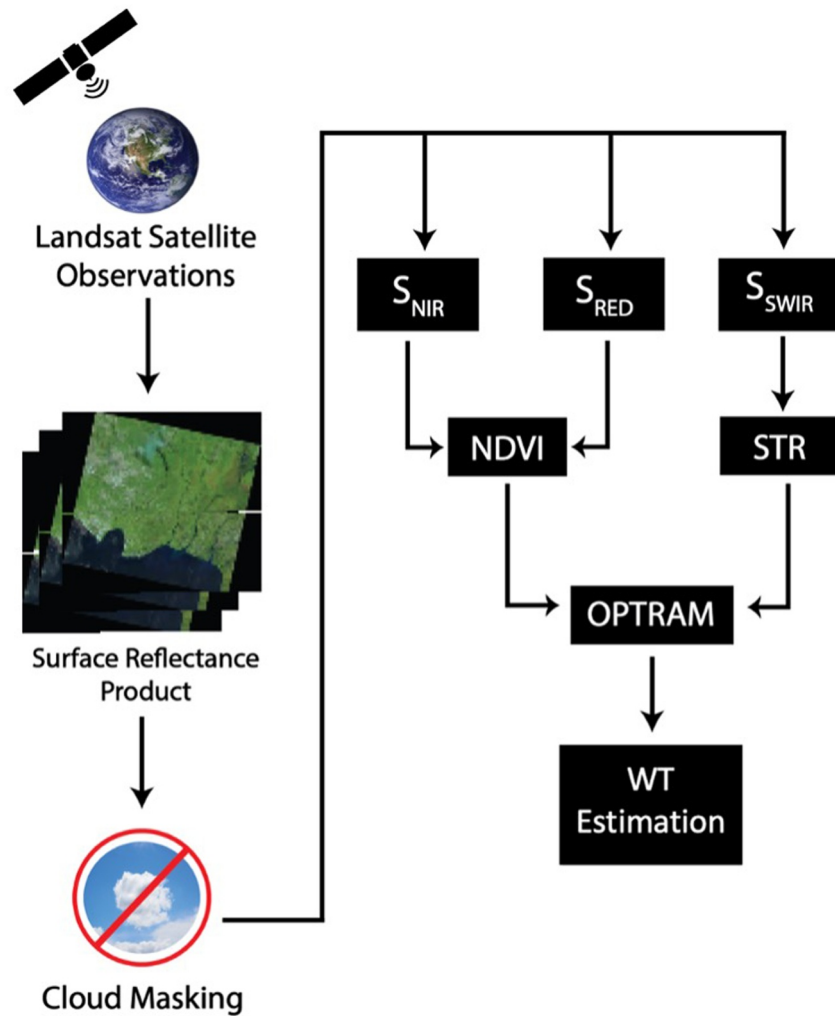 Landsat Satellite
Observations
Surface Reflectance
Product
Cloud Masking
S_NIR
S_RED
S_SWIR
NDVI
STR
OPTRAM
WT
Estimation